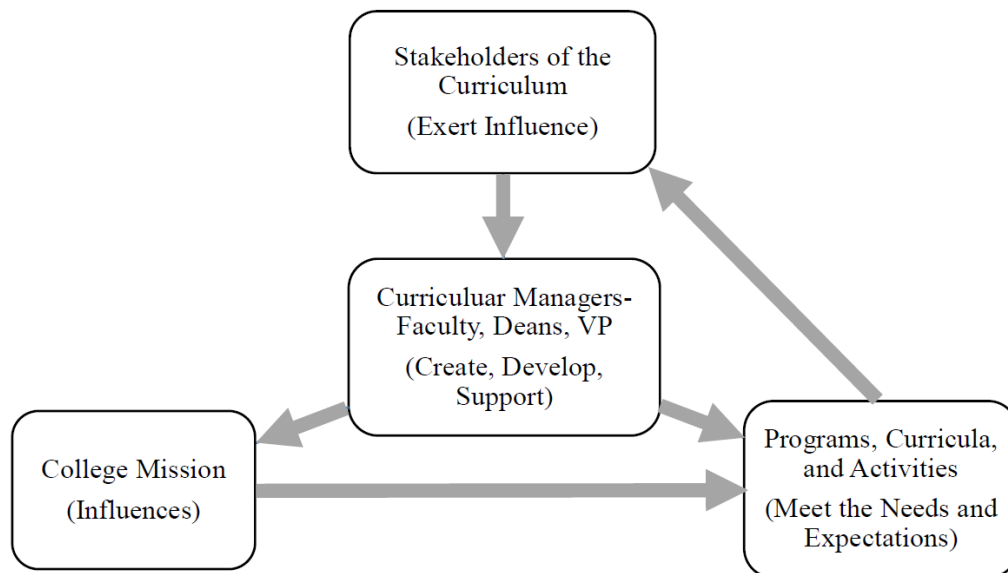 Stakeholders of the
Curriculum
(Exert Influence)
Curriculuar Managers-
Faculty, Deans, VP
(Create, Develop,
Support)
College Mission
(Influences)
Programs, Curricula,
and Activities
(Meet the Needs and
Expectations)